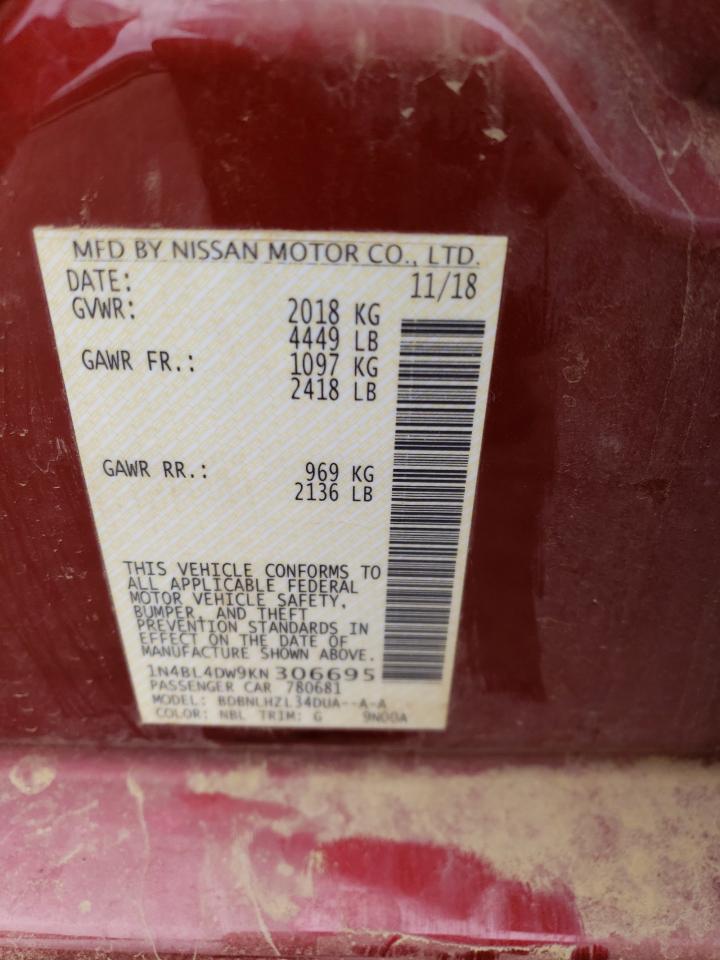 MFD BY NISSAN MOTOR CO., LTD.
DATE: 11/18
GVWR: 2018 KG
4449 LB
GAWR FR.: 1097 KG
2418 LB
GAWR RR.: 969 KG
2136 LB
THIS VEHICLE CONFORMS TO
ALL APPLICABLE FEDERAL
MOTOR VEHICLE SAFETY,
BUMPER, AND THEFT
PREVENTION STANDARDS IN
EFFECT ON THE DATE OF
MANUFACTURE SHOWN ABOVE.
1N4BL4DW9KN306695
PASSENGER CAR 780681
MODEL: BDBNLHZL34DUA--A-A
COLOR: NBL TRIM: G 9N00A